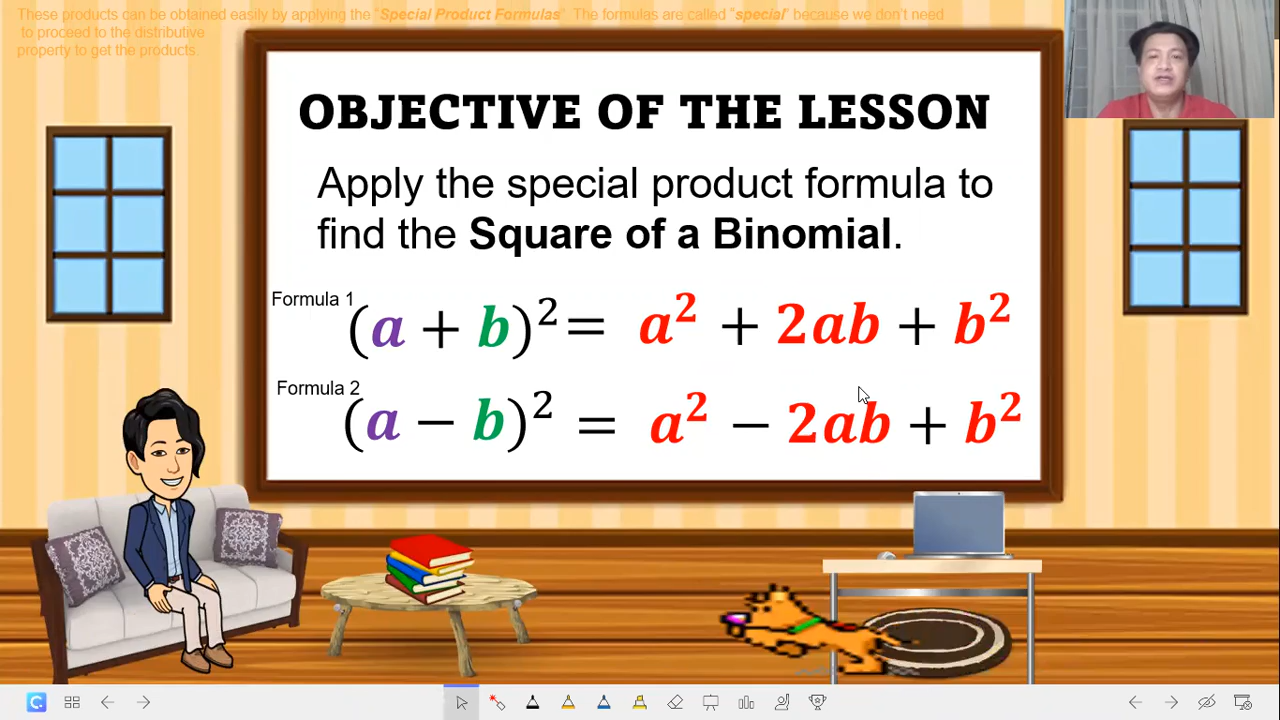 These products can be obtained easily by applying the "Special Product Formulas". The formulas are called "special" because we don't need
to proceed to the distributive
property to get the products.
OBJECTIVE OF THE LESSON
Apply the special product formula to
find the Square of a Binomial.
Formula 1
(a + b)² = a² + 2ab + b²
Formula 2
(a − b)² = a² − 2ab + b²